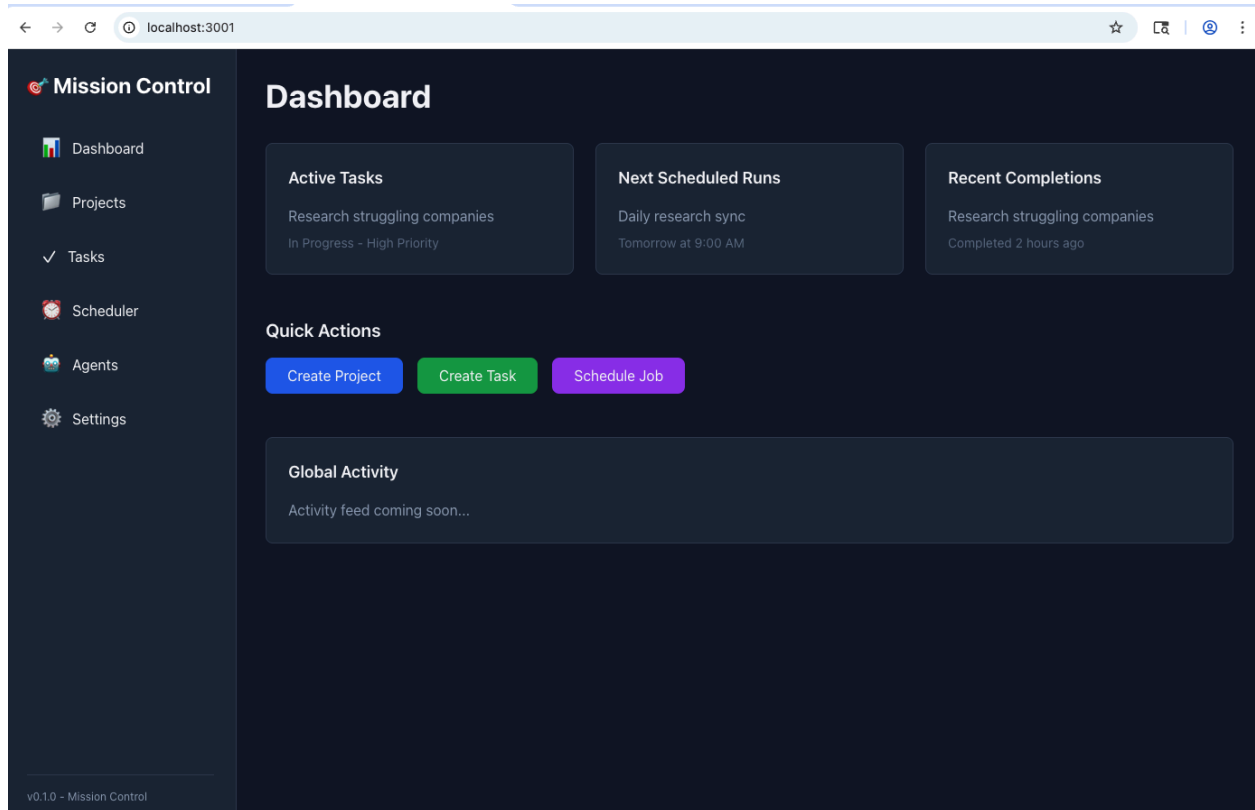 localhost:3001
Mission Control
Dashboard
Projects
Tasks
Scheduler
Agents
Settings
v0.1.0 - Mission Control
Dashboard
Active Tasks
Research struggling companies
In Progress - High Priority
Next Scheduled Runs
Daily research sync
Tomorrow at 9:00 AM
Recent Completions
Research struggling companies
Completed 2 hours ago
Quick Actions
Create Project
Create Task
Schedule Job
Global Activity
Activity feed coming soon...